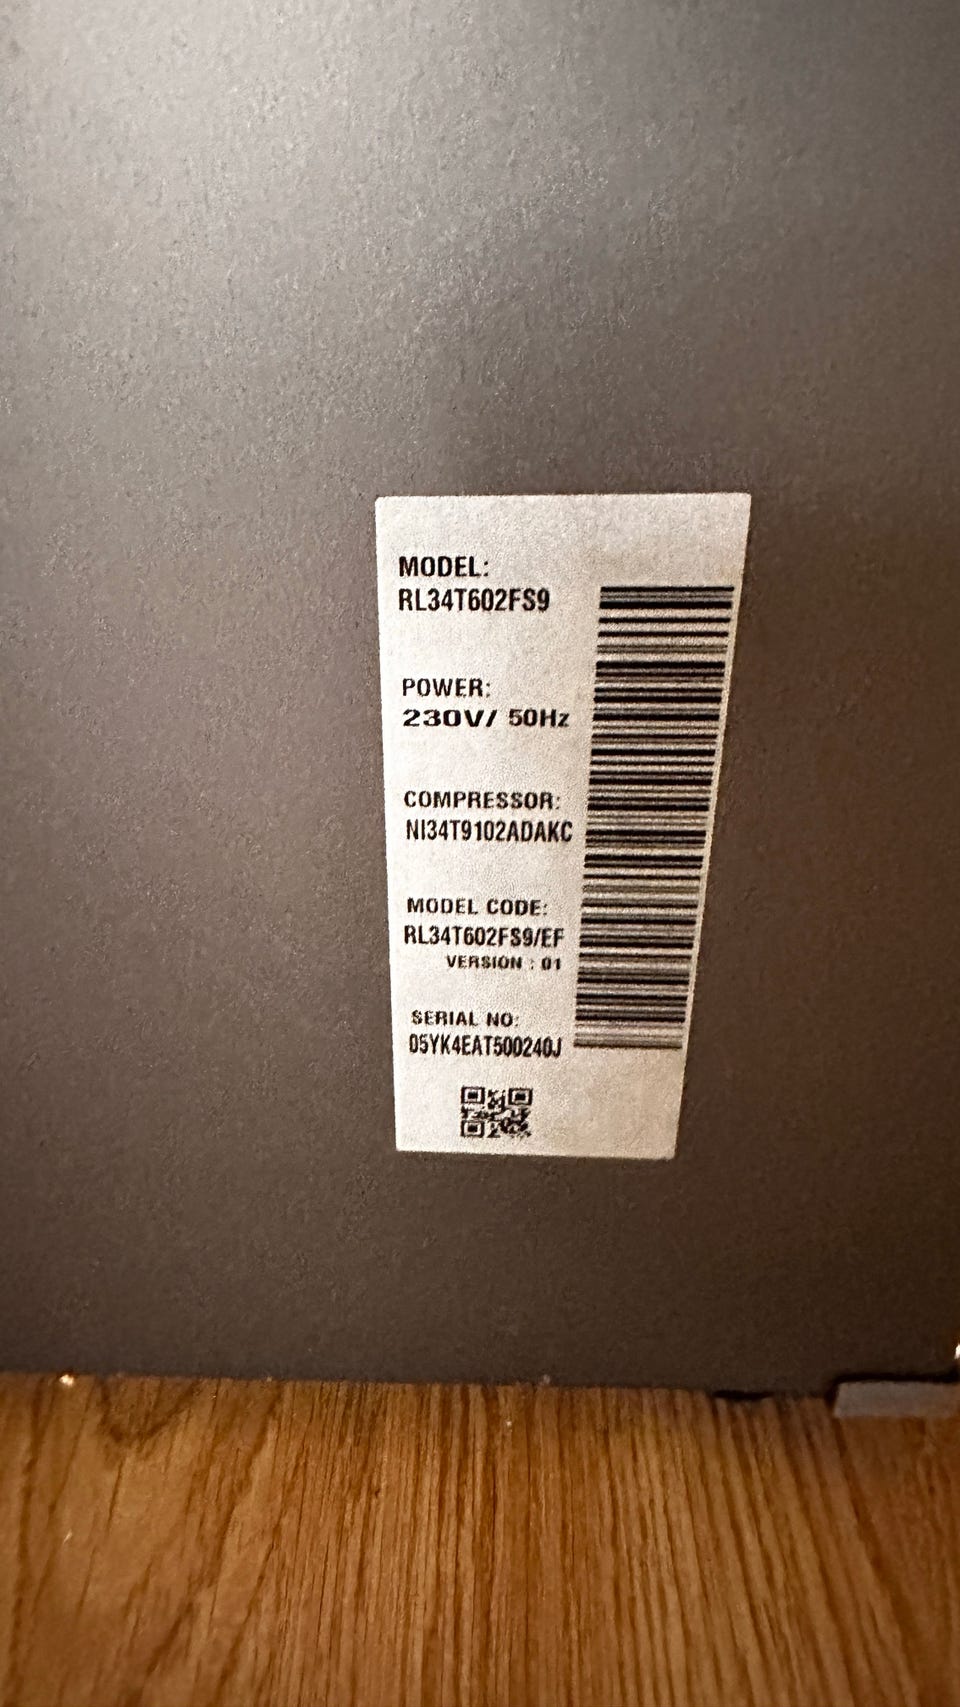 MODEL:
RL34T602FS9
POWER:
230V/ 50Hz
COMPRESSOR:
NI34T9102ADAKC
MODEL CODE:
RL34T602FS9/EF
VERSION : 01
SERIAL NO:
05YK4EAT500240J